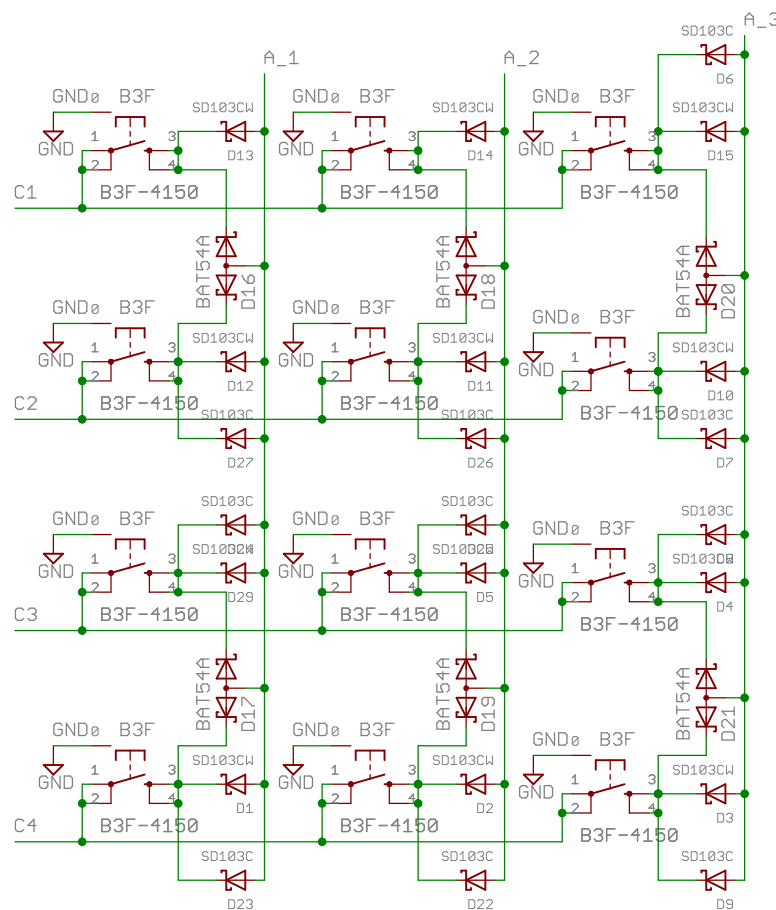 A_3
SD103C
A_1 A_2
D6
GND0 B3F GND0 B3F GND0 B3F
SD103CW SD103CW SD103CW
GND 1 2 3 4 D13 GND 1 2 3 4 D14 GND 1 2 3 4 D15
C1 B3F-4150 B3F-4150 B3F-4150
BAT54A D16 BAT54A D18 BAT54A D20
GND0 B3F GND0 B3F GND0 B3F
SD103CW SD103CW SD103CW
GND 1 2 3 4 D12 GND 1 2 3 4 D11 GND 1 2 3 4 D10
C2 B3F-4150 B3F-4150 B3F-4150
SD103C SD103C SD103C
D27 D26 D7
SD103C SD103C SD103C
GND0 B3F GND0 B3F GND0 B3F
GND 1 2 3 4 D29 GND 1 2 3 4 D5 GND 1 2 3 4 D4
C3 B3F-4150 B3F-4150 B3F-4150
BAT54A D17 BAT54A D19 BAT54A D21
GND0 B3F GND0 B3F GND0 B3F
SD103CW SD103CW SD103CW
GND 1 2 3 4 D1 GND 1 2 3 4 D2 GND 1 2 3 4 D3
C4 B3F-4150 B3F-4150 B3F-4150
SD103C SD103C SD103C
D23 D22 D9